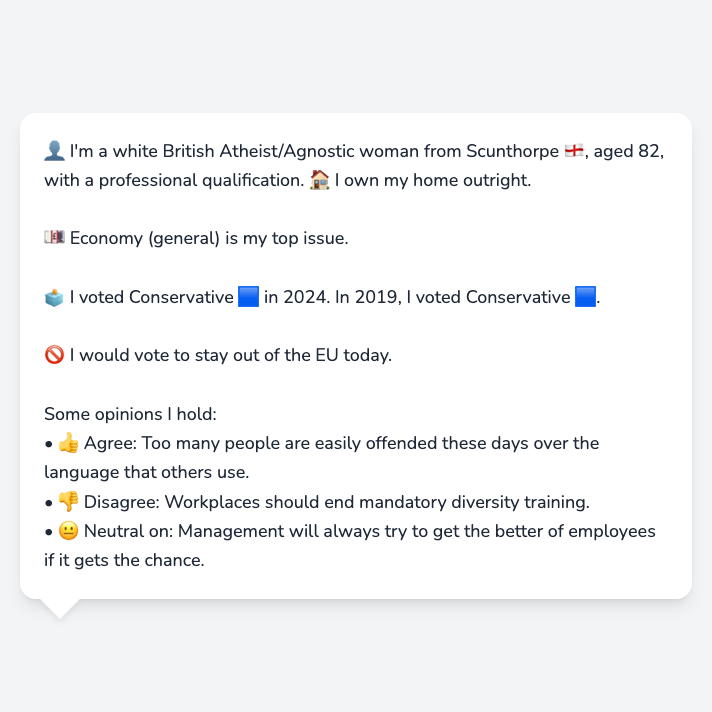 👤 I'm a white British Atheist/Agnostic woman from Scunthorpe 🏴󠁧󠁢󠁥󠁮󠁧󠁿, aged 82,
with a professional qualification. 🏠 I own my home outright.
💷 Economy (general) is my top issue.
🗳️ I voted Conservative 🟦 in 2024. In 2019, I voted Conservative 🟦.
🚫 I would vote to stay out of the EU today.
Some opinions I hold:
• 👍 Agree: Too many people are easily offended these days over the
language that others use.
• 👎 Disagree: Workplaces should end mandatory diversity training.
• 😐 Neutral on: Management will always try to get the better of employees
if it gets the chance.